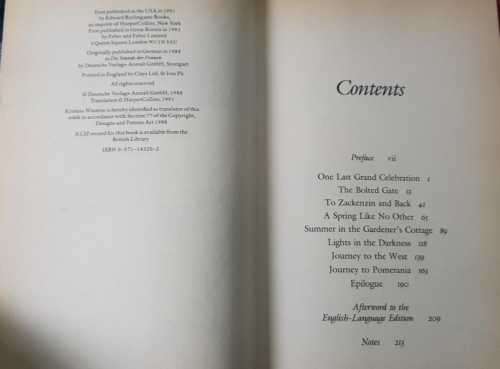 First published in the USA in 1991
by Edward Burlingame Books,
an imprint of HarperCollins, New York
First published in Great Britain in 1992
by Faber and Faber Limited
3 Queen Square London WC1N 3AU
Originally published in German in 1988
as Die Stunde der Frauen
by Deutsche Verlags-Anstalt GmbH, Stuttgart
Printed in England by Clays Ltd, St Ives Plc
All rights reserved
© Deutsche Verlags-Anstalt GmbH, 1988
Translation © HarperCollins, 1991
is hereby identified as translator of this
work in accordance with Section 77 of the Copyright,
Designs and Patents Act 1988
A CIP record for this book is available from the
British Library
ISBN 0-571-14320-2
Contents
Preface vii
One Last Grand Celebration 1
The Bolted Gate 12
To Zackenzin and Back 42
A Spring Like No Other 65
Summer in the Gardener's Cottage 89
Lights in the Darkness 118
Journey to the West 139
Journey to Pomerania 163
Epilogue 190
Afterword to the
English-Language Edition 209
Notes 213